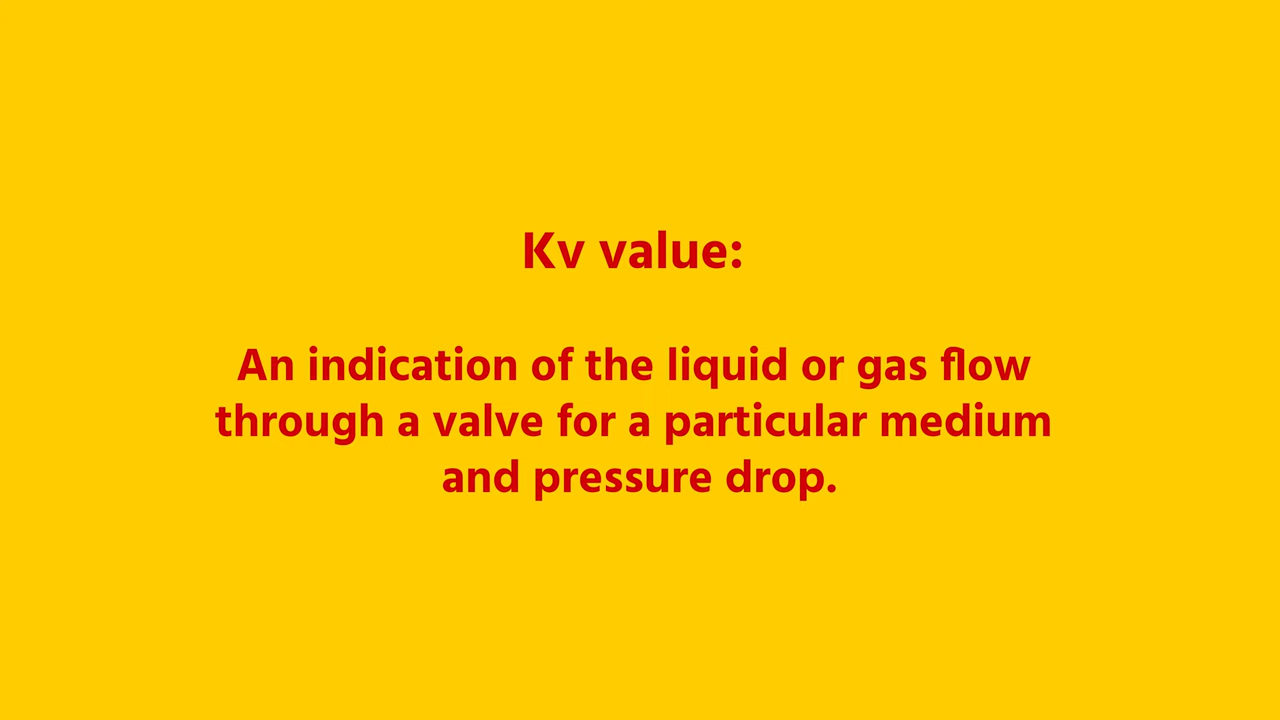 Kv value:
An indication of the liquid or gas flow
through a valve for a particular medium
and pressure drop.